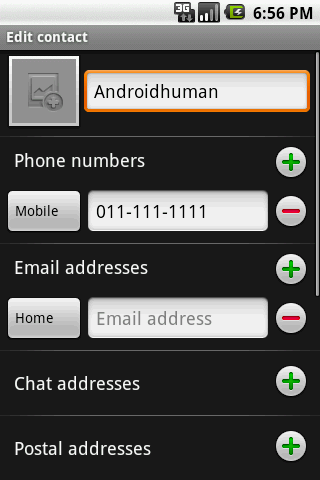 3G 6:56 PM
Edit contact
Androidhuman
Phone numbers
Mobile 011-111-1111
Email addresses
Home Email address
Chat addresses
Postal addresses